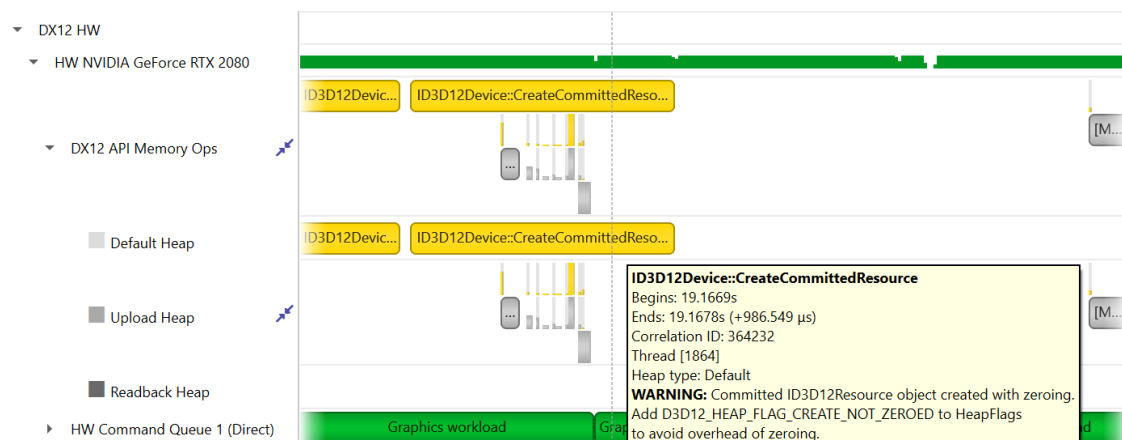 DX12 HW
HW NVIDIA GeForce RTX 2080
ID3D12Devic...
ID3D12Device::CreateCommittedReso...
DX12 API Memory Ops
...
[M...
Default Heap
ID3D12Devic...
ID3D12Device::CreateCommittedReso...
Upload Heap
...
[M...
ID3D12Device::CreateCommittedResource
Begins: 19.1669s
Ends: 19.1678s (+986.549 μs)
Correlation ID: 364232
Thread [1864]
Heap type: Default
WARNING: Committed ID3D12Resource object created with zeroing.
Add D3D12_HEAP_FLAG_CREATE_NOT_ZEROED to HeapFlags
to avoid overhead of zeroing.
Readback Heap
HW Command Queue 1 (Direct)
Graphics workload
Grap
d